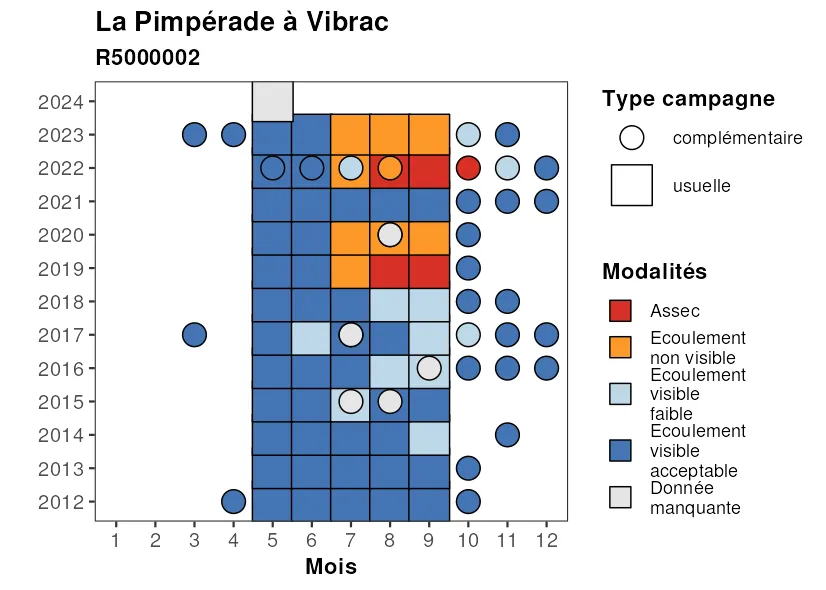 La Pimpérade à Vibrac
R5000002
2024
2023
2022
2021
2020
2019
2018
2017
2016
2015
2014
2013
2012
1 2 3 4 5 6 7 8 9 10 11 12
Mois
Type campagne
complémentaire
usuelle
Modalités
Assec
Ecoulement
non visible
Ecoulement
visible
faible
Ecoulement
visible
acceptable
Donnée
manquante